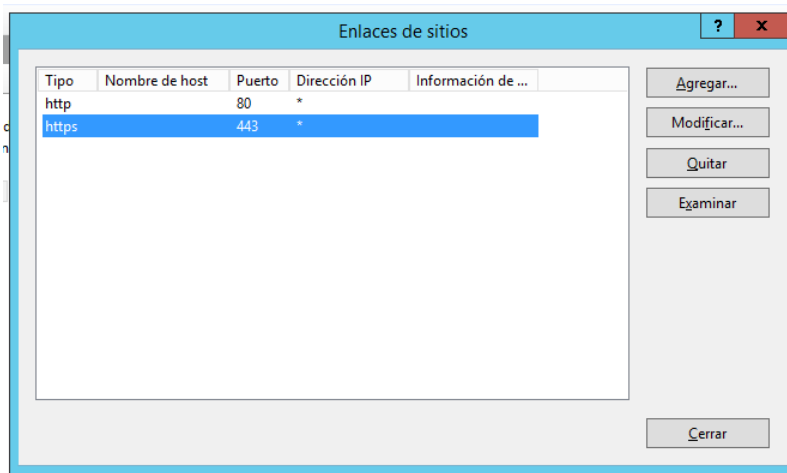 Enlaces de sitios
? x
Tipo Nombre de host Puerto Dirección IP Información de ...
http 80 *
https 443 *
Agregar...
Modificar...
Quitar
Examinar
Cerrar